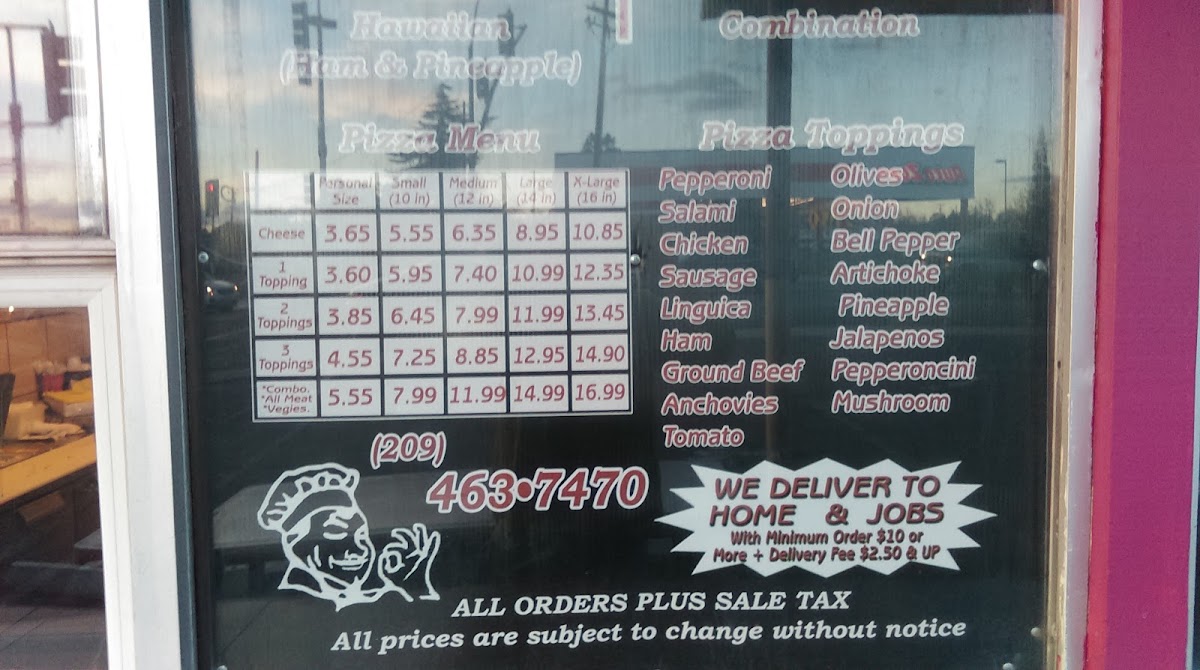 Hawaiian
(Ham & Pineapple)
Combination
Pizza Menu
Personal Size Small (10 in) Medium (12 in) Large (14 in) X-Large (16 in)
Cheese 3.65 5.55 6.35 8.95 10.85
1 Topping 3.60 5.95 7.40 10.99 12.35
2 Toppings 3.85 6.45 7.99 11.99 13.45
3 Toppings 4.55 7.25 8.85 12.95 14.90
*Combo. *All Meat *Vegies. 5.55 7.99 11.99 14.99 16.99
Pizza Toppings
Pepperoni
Salami
Chicken
Sausage
Linguica
Ham
Ground Beef
Anchovies
Tomato
Olives
Onion
Bell Pepper
Artichoke
Pineapple
Jalapenos
Pepperoncini
Mushroom
(209)
463•7470
WE DELIVER TO
HOME & JOBS
With Minimum Order $10 or
More + Delivery Fee $2.50 & UP
ALL ORDERS PLUS SALE TAX
All prices are subject to change without notice